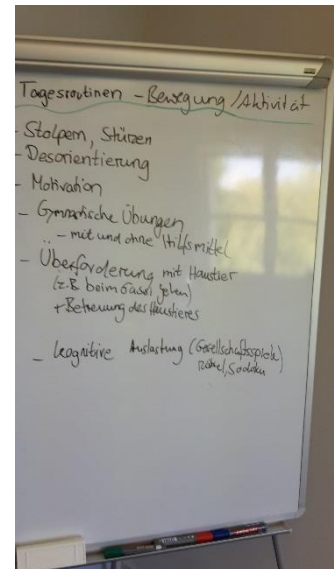 Tagesroutinen - Bewegung/Aktivität
- Stolpern, Stürzen
- Desorientierung
- Motivation
- Gymnastische Übungen
- mit und ohne Hilfsmittel
- Überforderung mit Haustier
(z.B beim Gassi gehen)
+ Betreuung des Haustieres
- kognitive Auslastung (Gesellschaftsspiele)
Rätsel, Sudoku